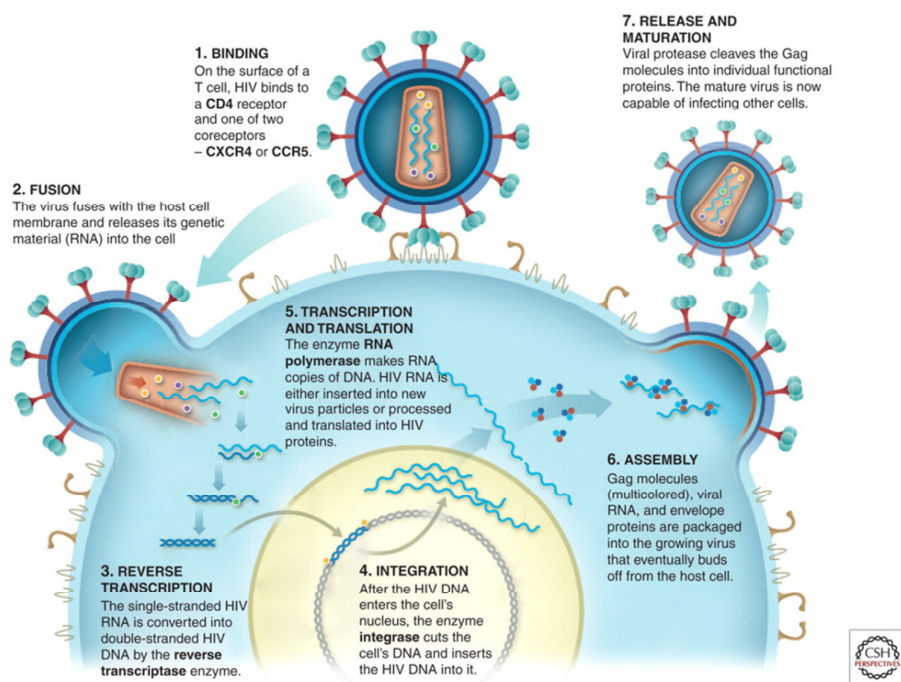 1. BINDING
On the surface of a
T cell, HIV binds to
a CD4 receptor
and one of two
coreceptors
– CXCR4 or CCR5.
2. FUSION
The virus fuses with the host cell
membrane and releases its genetic
material (RNA) into the cell
3. REVERSE
TRANSCRIPTION
The single-stranded HIV
RNA is converted into
double-stranded HIV
DNA by the reverse
transcriptase enzyme.
4. INTEGRATION
After the HIV DNA
enters the cell's
nucleus, the enzyme
integrase cuts the
cell's DNA and inserts
the HIV DNA into it.
5. TRANSCRIPTION
AND TRANSLATION
The enzyme RNA
polymerase makes RNA
copies of DNA. HIV RNA is
either inserted into new
virus particles or processed
and translated into HIV
proteins.
6. ASSEMBLY
Gag molecules
(multicolored), viral
RNA, and envelope
proteins are packaged
into the growing virus
that eventually buds
off from the host cell.
7. RELEASE AND
MATURATION
Viral protease cleaves the Gag
molecules into individual functional
proteins. The mature virus is now
capable of infecting other cells.
CSH
PERSPECTIVES